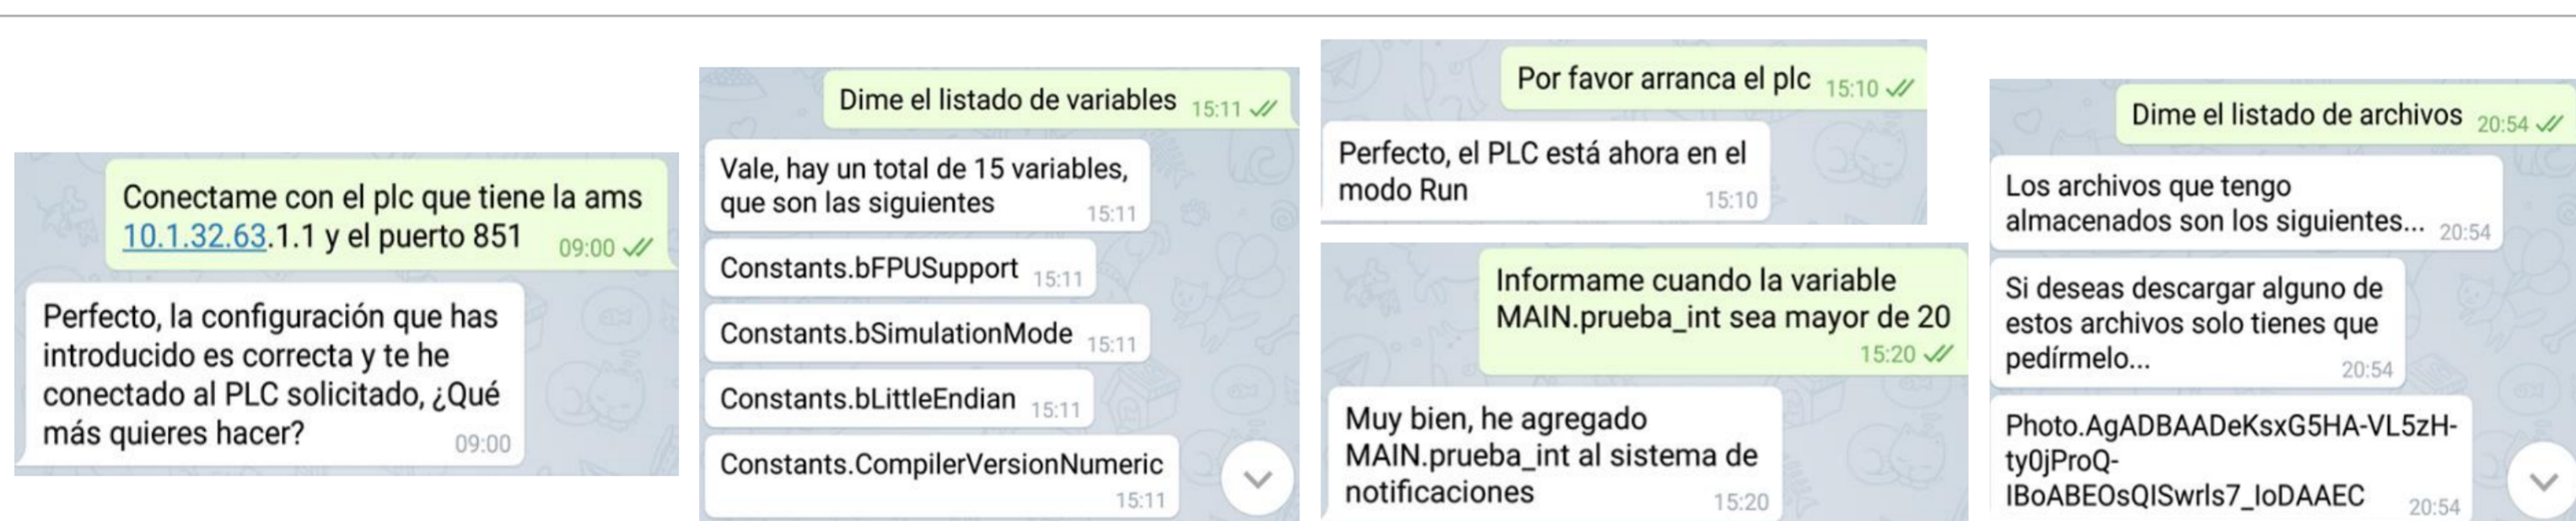 Conectame con el plc que tiene la ams
10.1.32.63.1.1 y el puerto 851 09:00
Perfecto, la configuración que has
introducido es correcta y te he
conectado al PLC solicitado, ¿Qué
más quieres hacer? 09:00
Dime el listado de variables 15:11
Vale, hay un total de 15 variables,
que son las siguientes 15:11
Constants.bFPUSupport 15:11
Constants.bSimulationMode 15:11
Constants.bLittleEndian 15:11
Constants.CompilerVersionNumeric
15:11
Por favor arranca el plc 15:10
Perfecto, el PLC está ahora en el
modo Run 15:10
Informame cuando la variable
MAIN.prueba_int sea mayor de 20
15:20
Muy bien, he agregado
MAIN.prueba_int al sistema de
notificaciones 15:20
Dime el listado de archivos 20:54
Los archivos que tengo
almacenados son los siguientes... 20:54
Si deseas descargar alguno de
estos archivos solo tienes que
pedírmelo... 20:54
Photo.AgADBAADeKsxG5HA-VL5zH-
ty0jProQ-
IBoABEOsQISwrls7_IoDAAEC 20:54